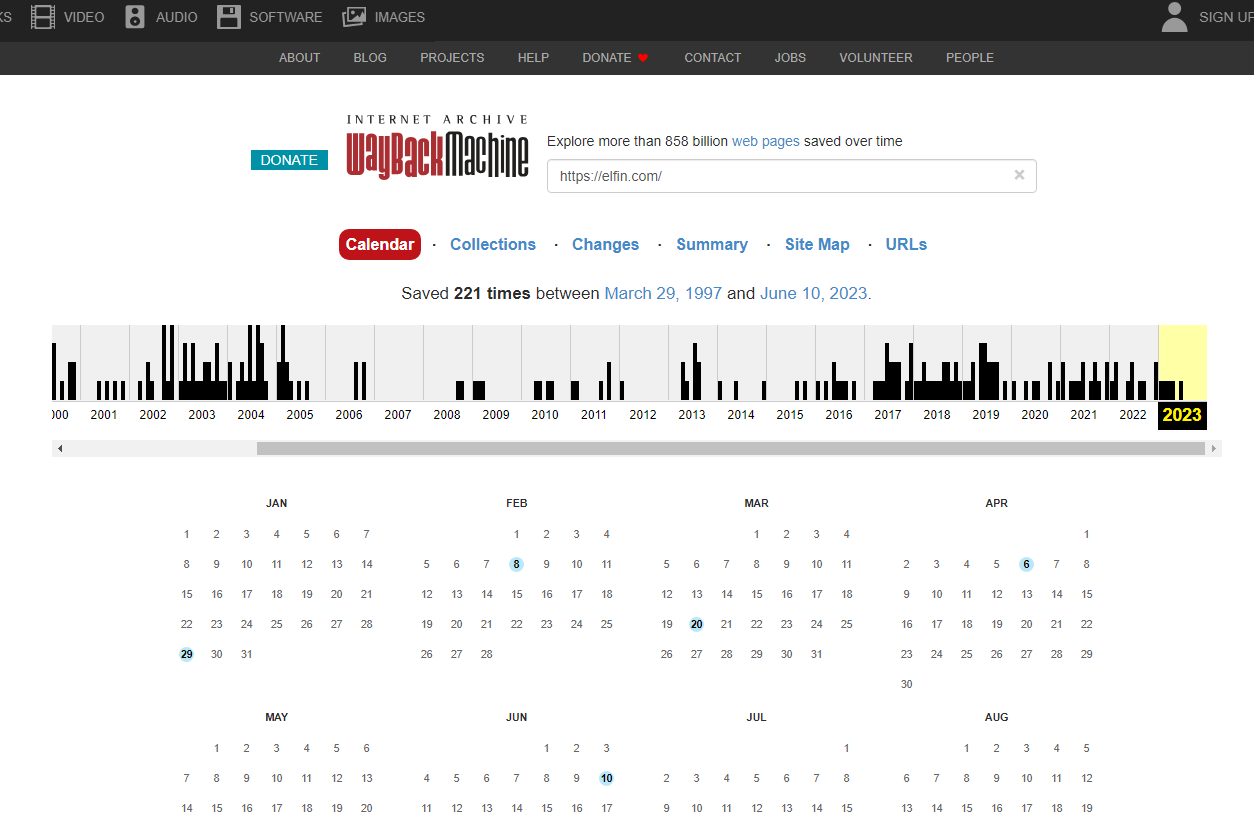 KS VIDEO AUDIO SOFTWARE IMAGES SIGN UP
ABOUT BLOG PROJECTS HELP DONATE CONTACT JOBS VOLUNTEER PEOPLE
INTERNET ARCHIVE
WayBackMachine
DONATE
Explore more than 858 billion web pages saved over time
https://elfin.com/ ×
Calendar · Collections · Changes · Summary · Site Map · URLs
Saved 221 times between March 29, 1997 and June 10, 2023.
00 2001 2002 2003 2004 2005 2006 2007 2008 2009 2010 2011 2012 2013 2014 2015 2016 2017 2018 2019 2020 2021 2022 2023
JAN FEB MAR APR
1 2 3 4 5 6 7 1 2 3 4 1 2 3 4 1
8 9 10 11 12 13 14 5 6 7 8 9 10 11 5 6 7 8 9 10 11 2 3 4 5 6 7 8
15 16 17 18 19 20 21 12 13 14 15 16 17 18 12 13 14 15 16 17 18 9 10 11 12 13 14 15
22 23 24 25 26 27 28 19 20 21 22 23 24 25 19 20 21 22 23 24 25 16 17 18 19 20 21 22
29 30 31 26 27 28 26 27 28 29 30 31 23 24 25 26 27 28 29
30
MAY JUN JUL AUG
1 2 3 4 5 6 1 2 3 1 1 2 3 4 5
7 8 9 10 11 12 13 4 5 6 7 8 9 10 2 3 4 5 6 7 8 6 7 8 9 10 11 12
14 15 16 17 18 19 20 11 12 13 14 15 16 17 9 10 11 12 13 14 15 13 14 15 16 17 18 19